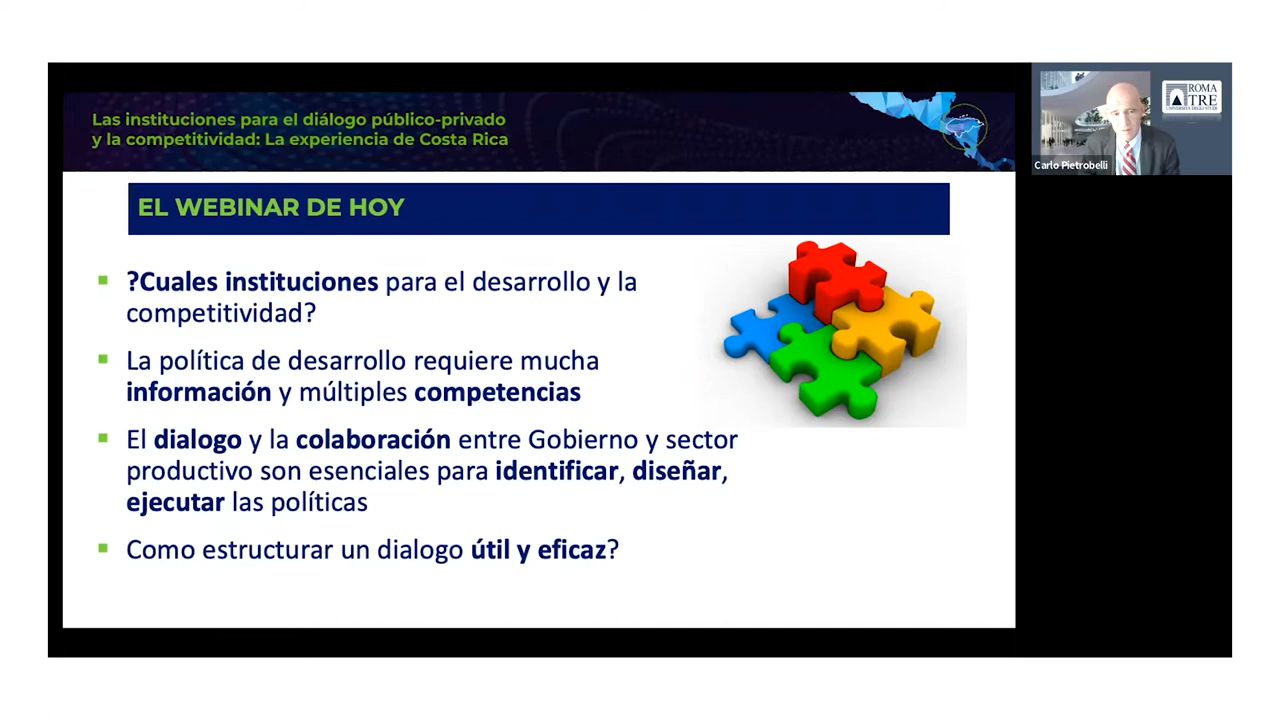 Las instituciones para el diálogo público-privado
y la competitividad: La experiencia de Costa Rica
EL WEBINAR DE HOY
?Cuales instituciones para el desarrollo y la
competitividad?
La política de desarrollo requiere mucha
información y múltiples competencias
El dialogo y la colaboración entre Gobierno y sector
productivo son esenciales para identificar, diseñar,
ejecutar las políticas
Como estructurar un dialogo útil y eficaz?
ROMA
TRE
UNIVERSITÀ DEGLI STUDI
Carlo Pietrobelli